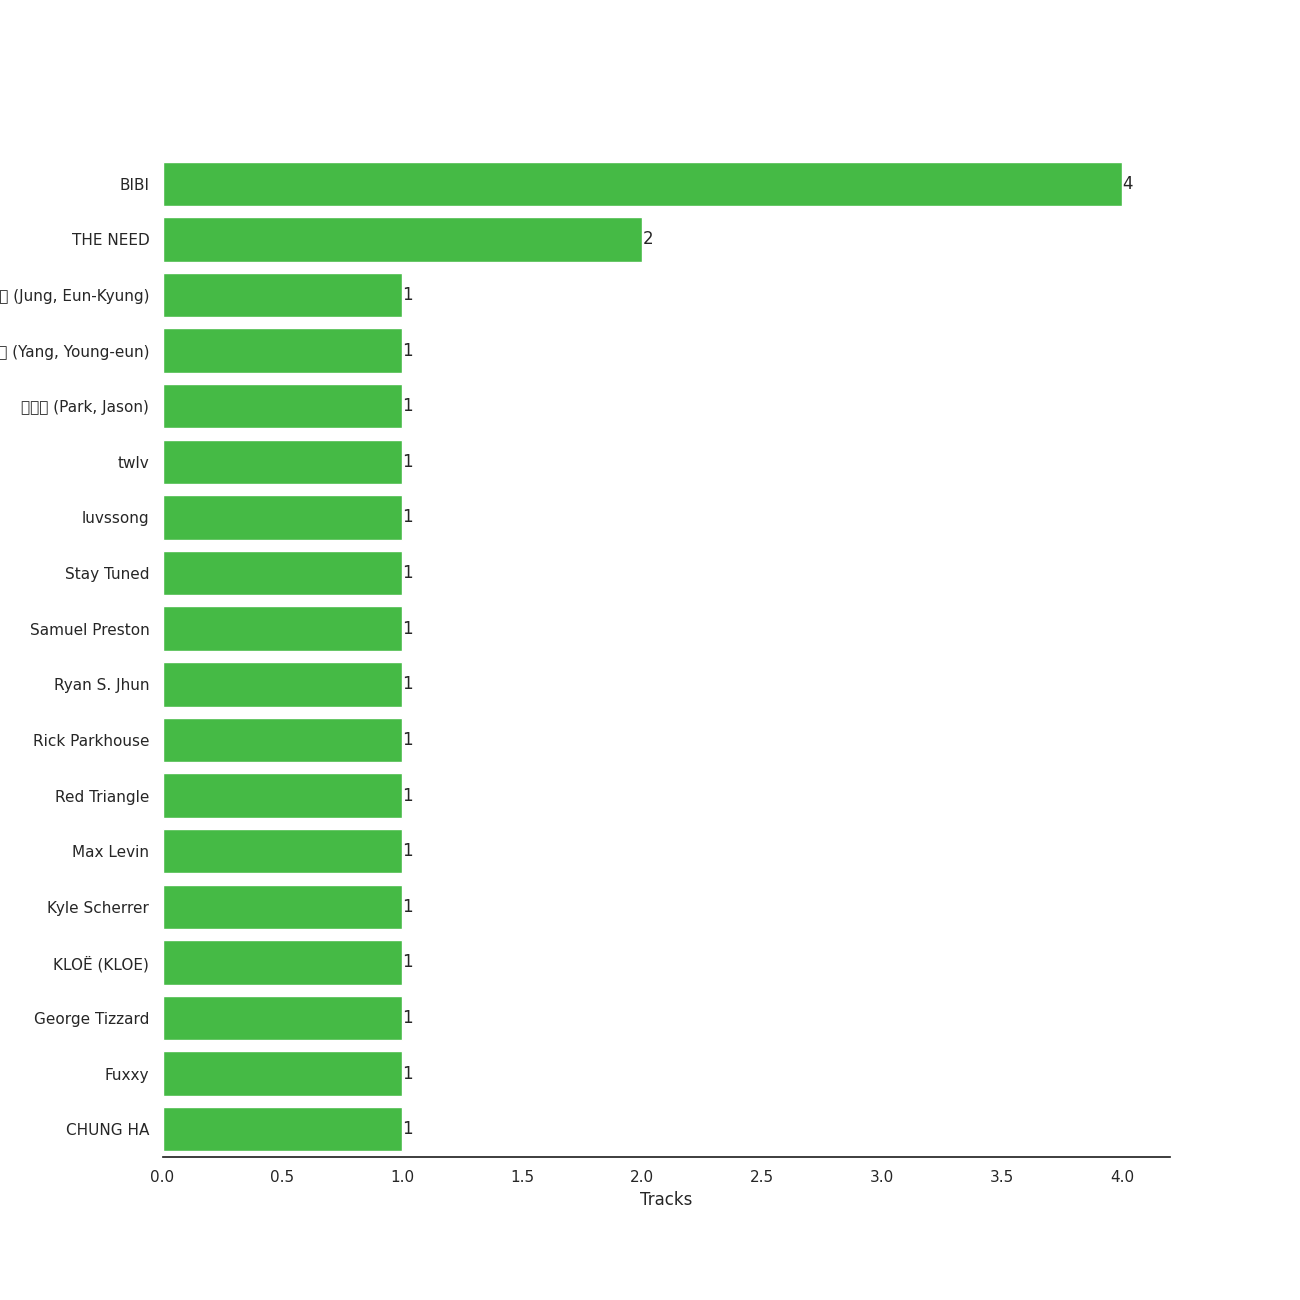 BIBI
4
THE NEED
2
(Jung, Eun-Kyung)
1
(Yang, Young-eun)
1
(Park, Jason)
1
twlv
1
luvssong
1
Stay Tuned
1
Samuel Preston
1
Ryan S. Jhun
1
Rick Parkhouse
1
Red Triangle
1
Max Levin
1
Kyle Scherrer
1
KLOË (KLOE)
1
George Tizzard
1
Fuxxy
1
CHUNG HA
1
0.0 0.5 1.0 1.5 2.0 2.5 3.0 3.5 4.0
Tracks